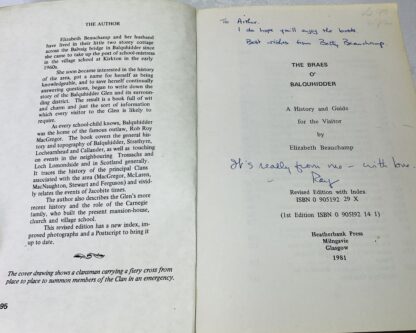 THE AUTHOR
Elizabeth Beauchamp and her husband
have lived in their little two storey cottage
across the Balvaig bridge in Balquhidder since
she came to take up the post of school-mistress
in the village school at Kirkton in the early
1960s.
She soon became interested in the history
of the area, got a name for herself as being
knowledgeable, and to save herself continually
answering questions, began to write down the
story of the Balquhidder Glen and its surroun-
ding district. The result is a book full of wit
and charm and just the sort of information
which every visitor to the Glen is likely to
require.
As every school-child knows, Balquhidder
was the home of the famous outlaw, Rob Roy
MacGregor. The book covers the general his-
tory and topography of Balquhidder, Strathyre,
Lochearnhead and Callander, as well as touching
on events in the neighbouring Trossachs and
Loch Lomondside and in Scotland generally.
It traces the history of the principal Clans
associated with the area (MacGregor, McLaren,
MacNaughton, Stewart and Ferguson) and vivid-
ly relates the events of Jacobite times.
The author also describes the Glen's more
recent history and the role of the Carnegie
family, who built the present mansion-house,
church and village school.
This revised edition has a new index, im-
proved photographs and a Postscript to bring it
up to date.
The cover drawing shows a clansman carrying a fiery cross from
place to place to summon members of the Clan in an emergency.
95
To Arthur.
I do hope you'll enjoy the book
Best wishes from Betty Beauchamp.
THE BRAES
O'
BALQUHIDDER
A History and Guide
for the Visitor
by
Elizabeth Beauchamp
It's really from me - with love.
- Ray
Revised Edition with Index
ISBN 0 905192 29 X
(1st Edition ISBN 0 905192 14 1)
Heatherbank Press
Milngavie
Glasgow
1981